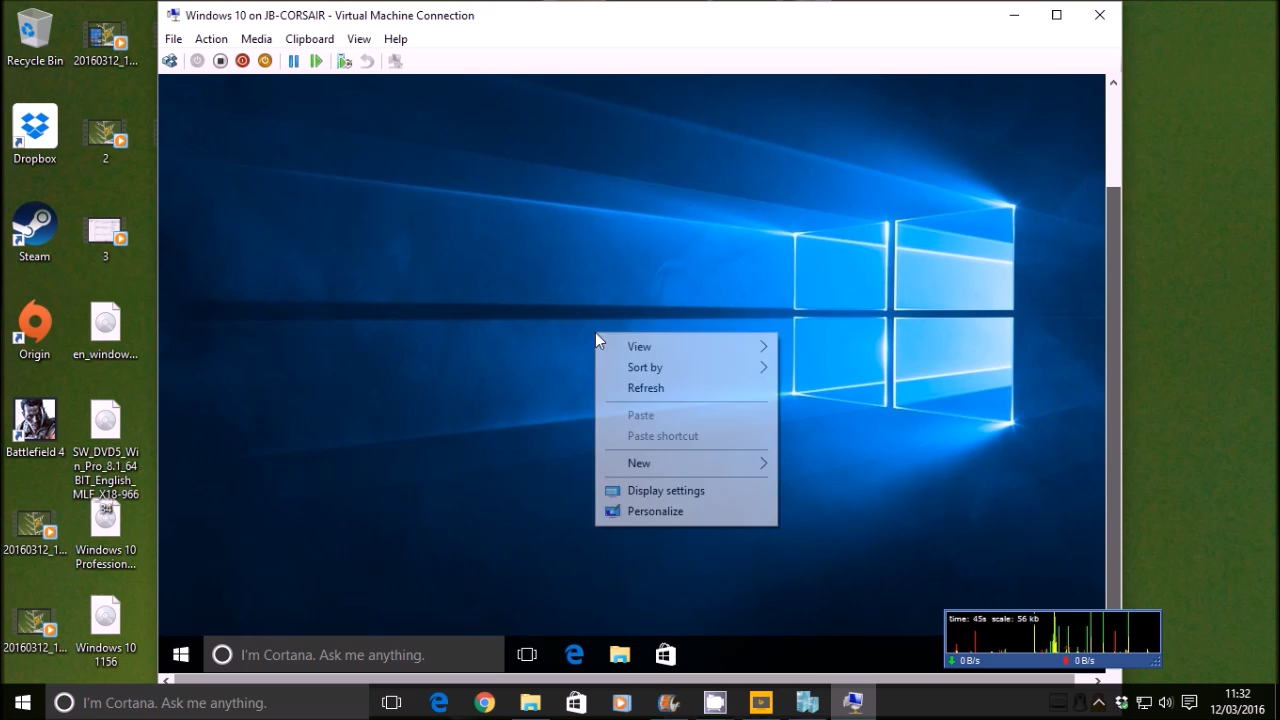 Windows 10 on JB-CORSAIR - Virtual Machine Connection
File Action Media Clipboard View Help
Recycle Bin
20160312_1...
Dropbox
2
Steam
3
Origin
en_window...
Battlefield 4
SW_DVD5_Wi
n_Pro_8.1_64
BIT_English_
MLF_X18-966
20160312_1...
Windows 10
Profession...
20160312_1...
Windows 10
1156
View
Sort by
Refresh
Paste
Paste shortcut
New
Display settings
Personalize
time: 45s scale: 56 kb
0 B/s 0 B/s
I'm Cortana. Ask me anything.
I'm Cortana. Ask me anything.
11:32
12/03/2016